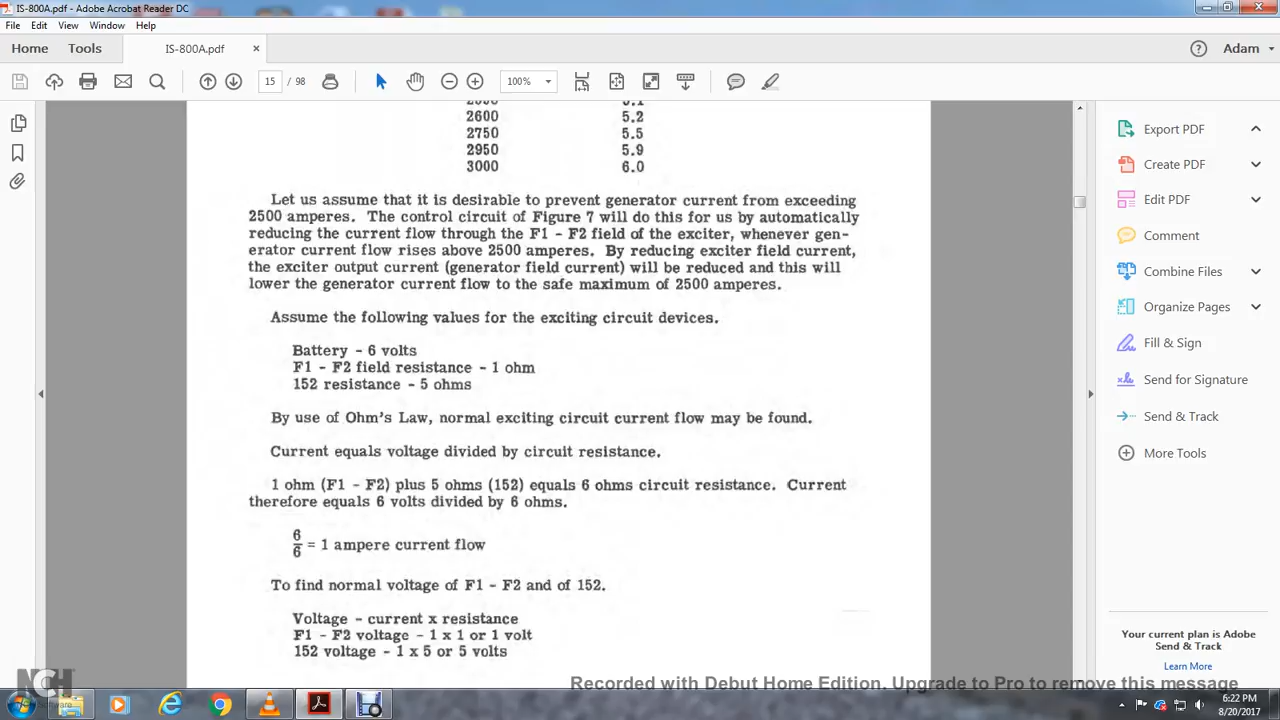 IS-800A.pdf - Adobe Acrobat Reader DC
File Edit View Window Help
Home Tools IS-800A.pdf × Adam
15 / 98 100%
2600 5.2
2750 5.5
2950 5.9
3000 6.0
Let us assume that it is desirable to prevent generator current from exceeding
2500 amperes. The control circuit of Figure 7 will do this for us by automatically
reducing the current flow through the F1 - F2 field of the exciter, whenever gen-
erator current flow rises above 2500 amperes. By reducing exciter field current,
the exciter output current (generator field current) will be reduced and this will
lower the generator current flow to the safe maximum of 2500 amperes.
Assume the following values for the exciting circuit devices.
Battery - 6 volts
F1 - F2 field resistance - 1 ohm
152 resistance - 5 ohms
By use of Ohm's Law, normal exciting circuit current flow may be found.
Current equals voltage divided by circuit resistance.
1 ohm (F1 - F2) plus 5 ohms (152) equals 6 ohms circuit resistance. Current
therefore equals 6 volts divided by 6 ohms.
6
6 = 1 ampere current flow
To find normal voltage of F1 - F2 and of 152.
Voltage - current x resistance
F1 - F2 voltage - 1 x 1 or 1 volt
152 voltage - 1 x 5 or 5 volts
Export PDF
Create PDF
Edit PDF
Comment
Combine Files
Organize Pages
Fill & Sign
Send for Signature
Send & Track
More Tools
Your current plan is Adobe
Send & Track
Learn More
NCH
Software
Recorded with Debut Home Edition. Upgrade to Pro to remove this message
6:22 PM
8/20/2017